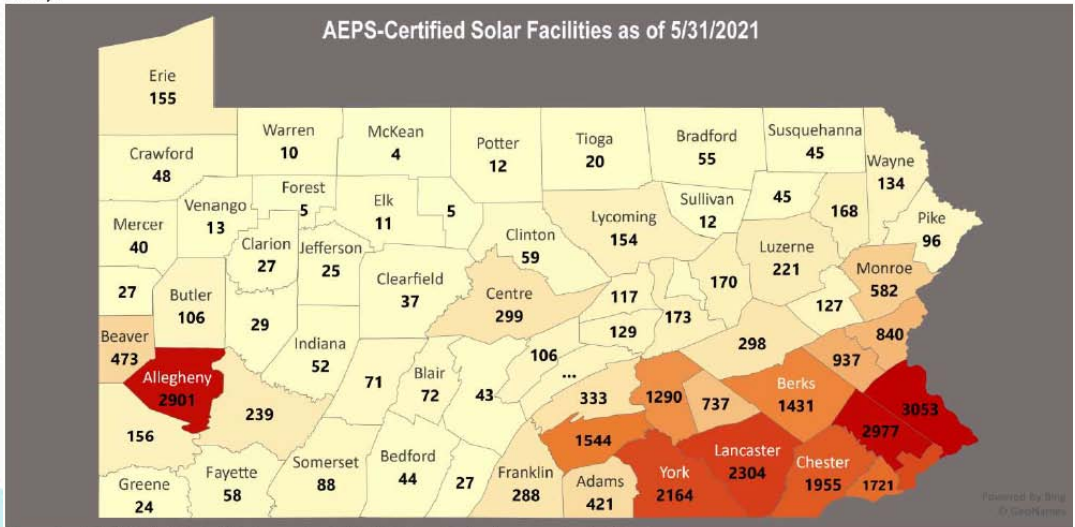 AEPS-Certified Solar Facilities as of 5/31/2021
Erie
155
Warren
10
McKean
4
Potter
12
Tioga
20
Bradford
55
Susquehanna
45
Wayne
134
Crawford
48
Forest
5
Elk
11
5
Sullivan
12
45
168
Pike
96
Mercer
40
Venango
13
Clarion
27
Jefferson
25
Clinton
59
Lycoming
154
Luzerne
221
Monroe
582
27
Butler
106
29
Clearfield
37
Centre
299
117
129
173
170
127
840
Beaver
473
Indiana
52
106
...
298
937
Allegheny
2901
239
71
Blair
72
43
333
1290
737
Berks
1431
3053
2977
156
1544
Lancaster
2304
Chester
1955
1721
Greene
24
Fayette
58
Somerset
88
Bedford
44
27
Franklin
288
Adams
421
York
2164
Powered by Bing
© GeoNames